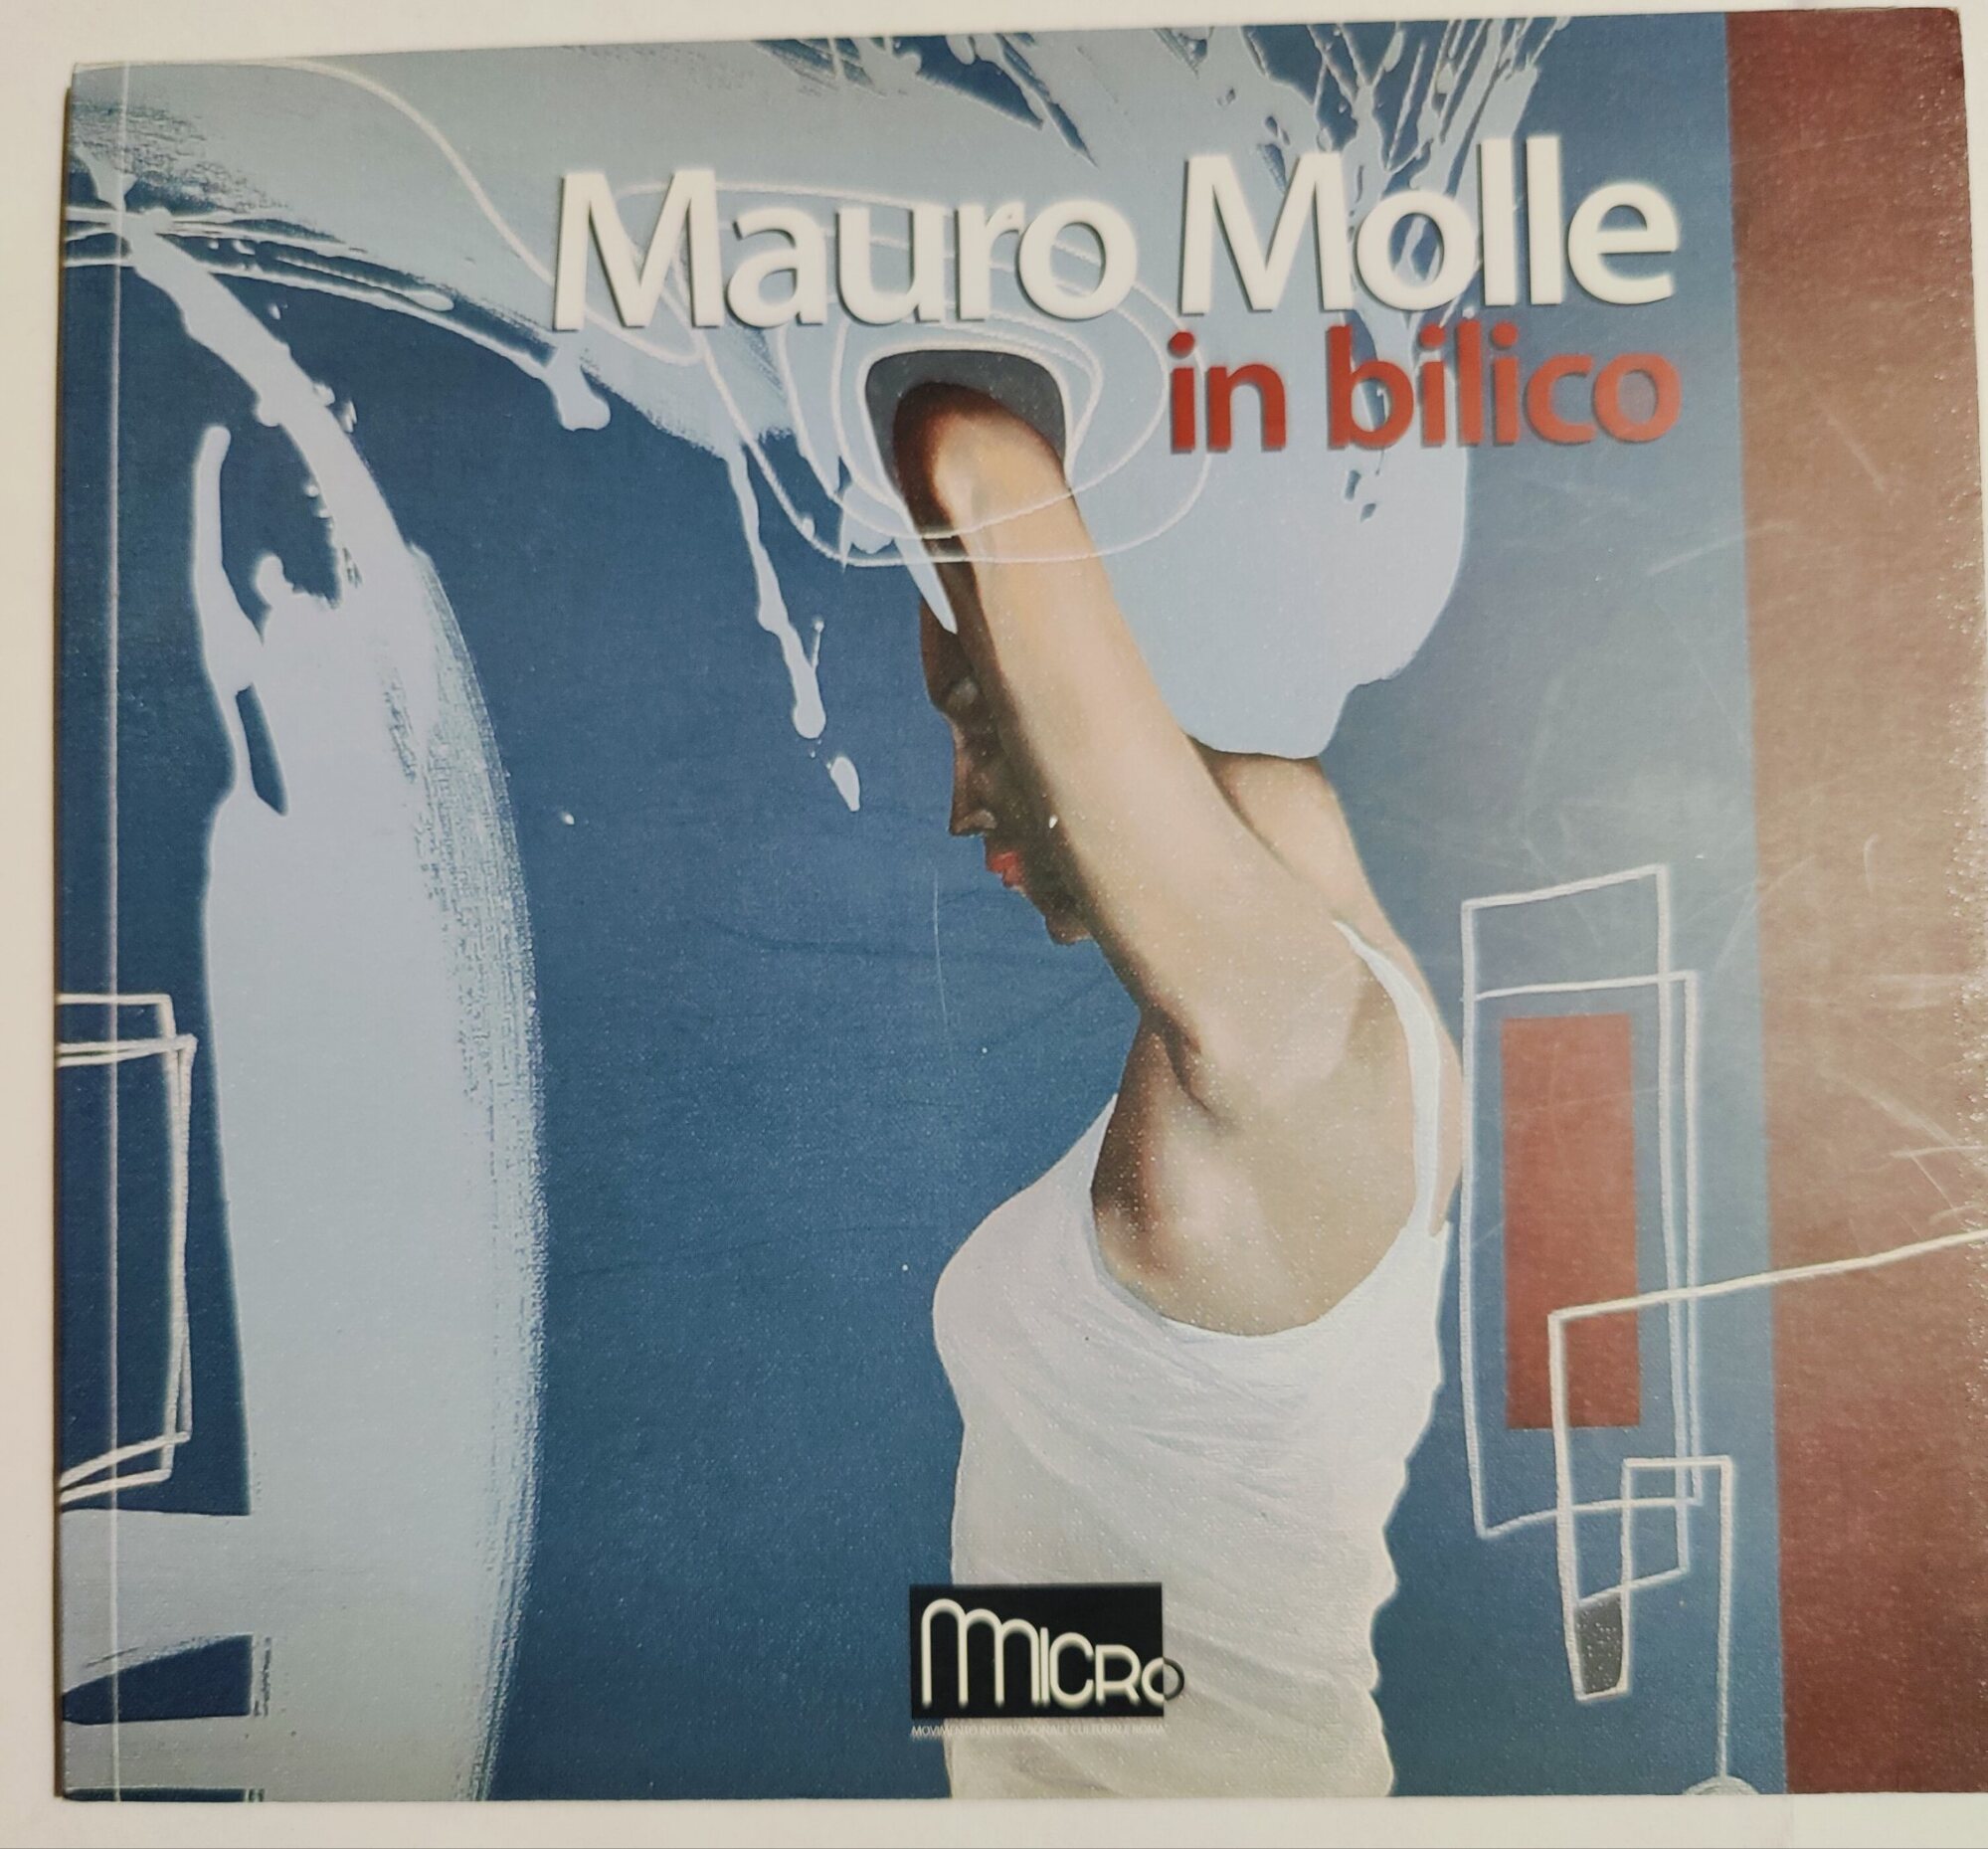 Mauro Molle
in bilico
MICRO
MOVIMENTO INTERNAZIONALE CULTURALE ROMA